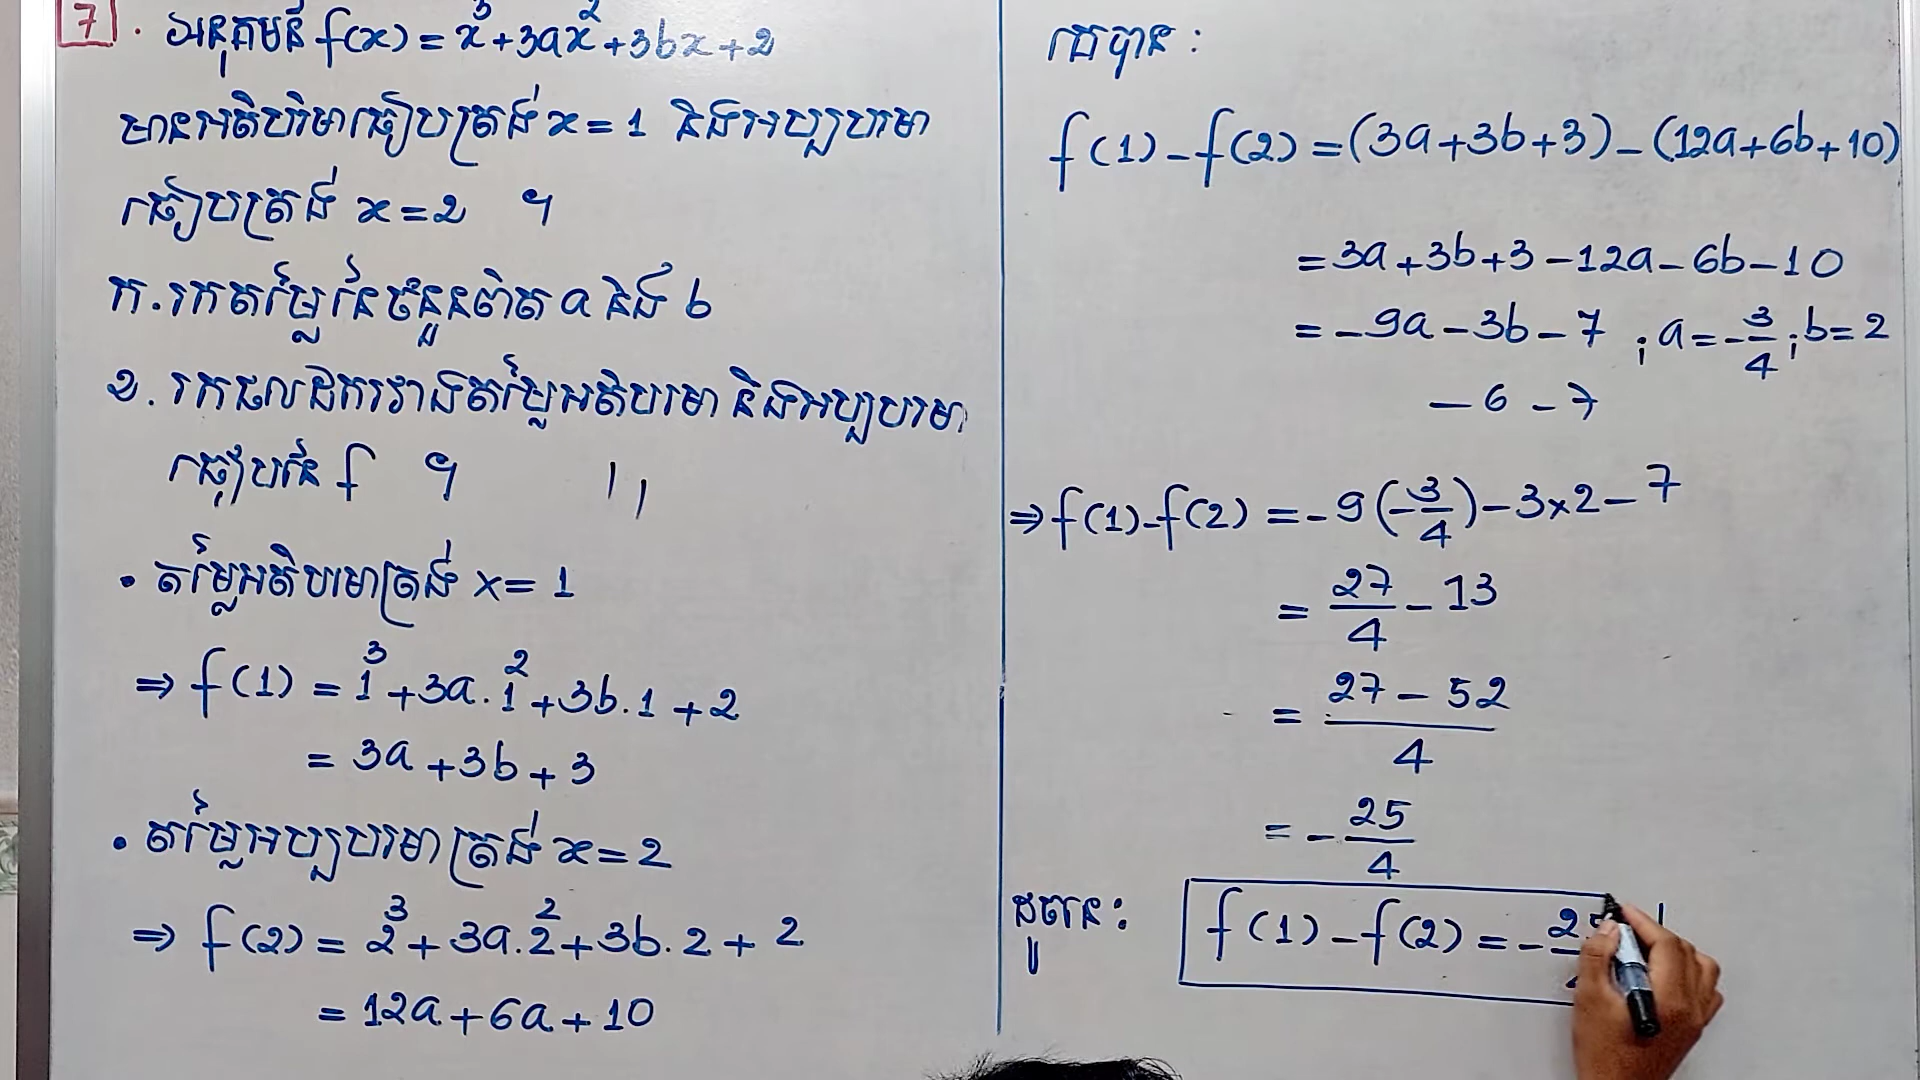 7. អនុគមន៍ f(x) = x³+3ax²+3bx+2
មានអតិបរមាធៀបត្រង់ x=1 និងអប្បបរមា
ធៀបត្រង់ x=2 ។
ក. រកតម្លៃនៃចំនួនពិត a និង b
ខ. រកផលដករវាងតម្លៃអតិបរមា និងអប្បបរមា
ធៀបនៃ f ។
• តម្លៃអតិបរមាត្រង់ x=1
⇒ f(1) = 1³+3a.1²+3b.1+2
= 3a+3b+3
• តម្លៃអប្បបរមាត្រង់ x=2
⇒ f(2) = 2³+3a.2²+3b.2+2
= 12a+6a+10
គេបាន :
f(1)-f(2) = (3a+3b+3)-(12a+6b+10)
= 3a+3b+3-12a-6b-10
= -9a-3b-7 ; a=-3/4 ; b=2
-6-7
⇒ f(1)-f(2) = -9(-3/4)-3×2-7
= 27/4 - 13
= (27-52)/4
= -25/4
ដូចនេះ :
f(1)-f(2) = -